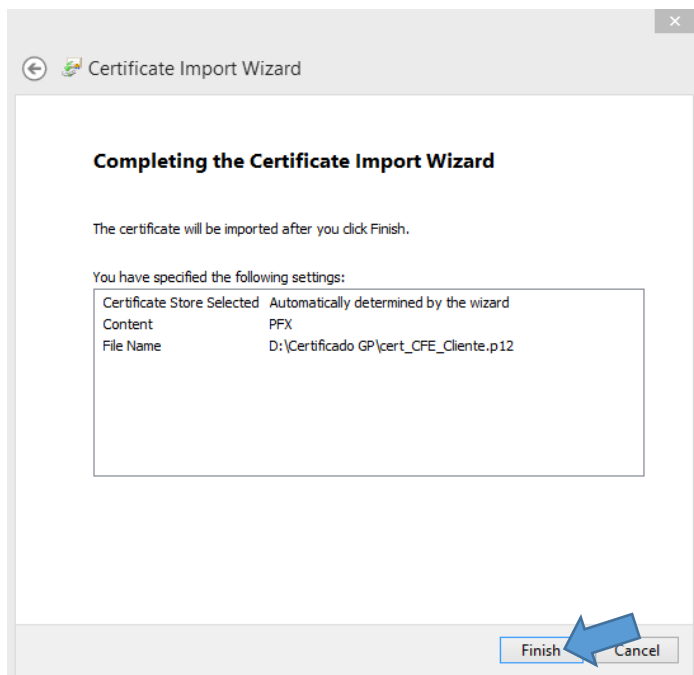 Certificate Import Wizard
Completing the Certificate Import Wizard
The certificate will be imported after you click Finish.
You have specified the following settings:
Certificate Store Selected Automatically determined by the wizard
Content PFX
File Name D:\Certificado GP\cert_CFE_Cliente.p12
Finish Cancel